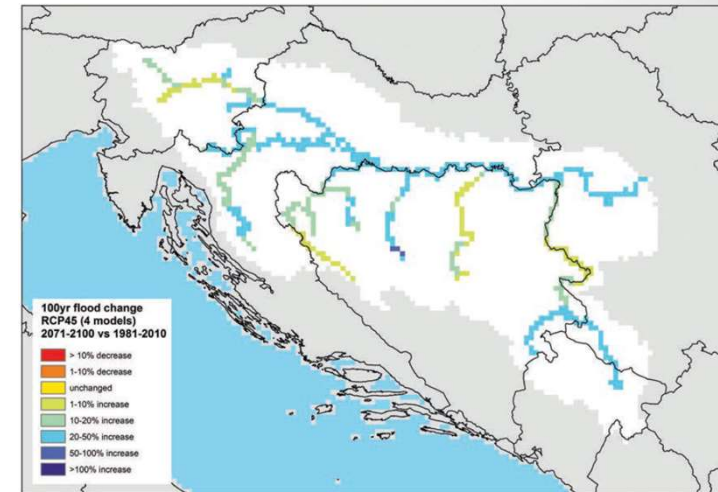 100yr flood change
RCP45 (4 models)
2071-2100 vs 1981-2010
> 10% decrease
1-10% decrease
unchanged
1-10% increase
10-20% increase
20-50% increase
50-100% increase
>100% increase